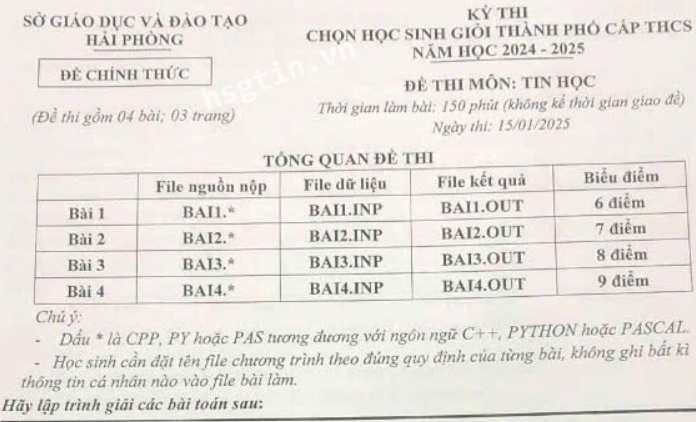 SỞ GIÁO DỤC VÀ ĐÀO TẠO
HẢI PHÒNG
ĐỀ CHÍNH THỨC
(Đề thi gồm 04 bài; 03 trang)
KỲ THI
CHỌN HỌC SINH GIỎI THÀNH PHỐ CẤP THCS
NĂM HỌC 2024 - 2025
ĐỀ THI MÔN: TIN HỌC
Thời gian làm bài: 150 phút (không kể thời gian giao đề)
Ngày thi: 15/01/2025
hsgtin.vn
TỔNG QUAN ĐỀ THI
File nguồn nộp File dữ liệu File kết quả Biểu điểm
Bài 1 BAI1.* BAI1.INP BAI1.OUT 6 điểm
Bài 2 BAI2.* BAI2.INP BAI2.OUT 7 điểm
Bài 3 BAI3.* BAI3.INP BAI3.OUT 8 điểm
Bài 4 BAI4.* BAI4.INP BAI4.OUT 9 điểm
Chú ý:
- Dấu * là CPP, PY hoặc PAS tương đương với ngôn ngữ C++, PYTHON hoặc PASCAL.
- Học sinh cần đặt tên file chương trình theo đúng quy định của từng bài, không ghi bất kì
thông tin cá nhân nào vào file bài làm.
Hãy lập trình giải các bài toán sau: